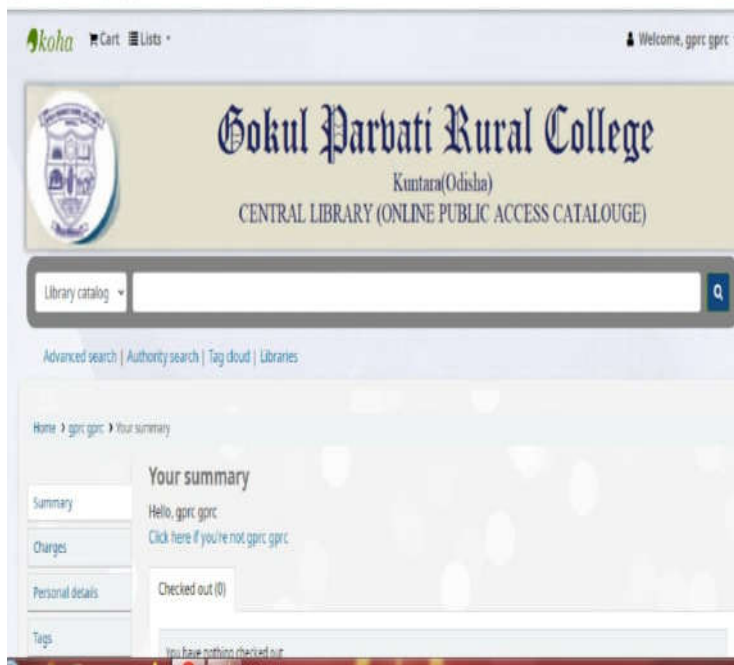 koha Cart Lists Welcome, gprc gprc
Gokul Parvati Rural College
Kuntara(Odisha)
CENTRAL LIBRARY (ONLINE PUBLIC ACCESS CATALOUGE)
Library catalog
Advanced search | Authority search | Tag cloud | Libraries
Home gprc gprc Your summary
Your summary
Summary
Hello, gprc gprc
Click here if you're not gprc gprc
Charges
Personal details
Checked out (0)
Tags
You have nothing checked out